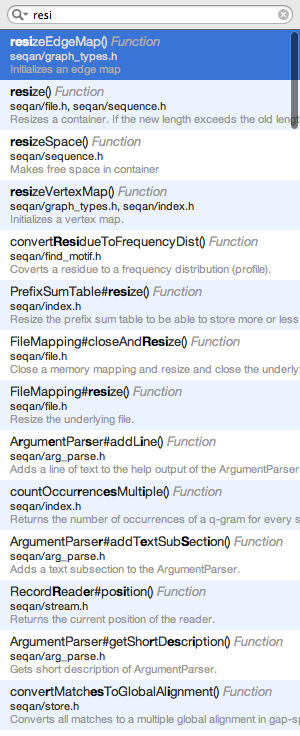 resi
resizeEdgeMap() Function
seqan/graph_types.h
Initializes an edge map
resize() Function
seqan/file.h, seqan/sequence.h
Resizes a container. If the new length exceeds the old leng
resizeSpace() Function
seqan/sequence.h
Makes free space in container
resizeVertexMap() Function
seqan/graph_types.h, seqan/index.h
Initializes a vertex map.
convertResidueToFrequencyDist() Function
seqan/find_motif.h
Coverts a residue to a frequency distribution (profile).
PrefixSumTable#resize() Function
seqan/index.h
Resize the prefix sum table to be able to store more or less
FileMapping#closeAndResize() Function
seqan/file.h
Close a memory mapping and resize and close the underlyi
FileMapping#resize() Function
seqan/file.h
Resize the underlying file.
ArgumentParser#addLine() Function
seqan/arg_parse.h
Adds a line of text to the help output of the ArgumentParser
countOccurrencesMultiple() Function
seqan/index.h
Returns the number of occurrences of a q-gram for every s
ArgumentParser#addTextSubSection() Function
seqan/arg_parse.h
Adds a text subsection to the ArgumentParser.
RecordReader#position() Function
seqan/stream.h
Returns the current position of the reader.
ArgumentParser#getShortDescription() Function
seqan/arg_parse.h
Gets short description of ArgumentParser.
convertMatchesToGlobalAlignment() Function
seqan/store.h
Converts all matches to a multiple global alignment in gap-sp